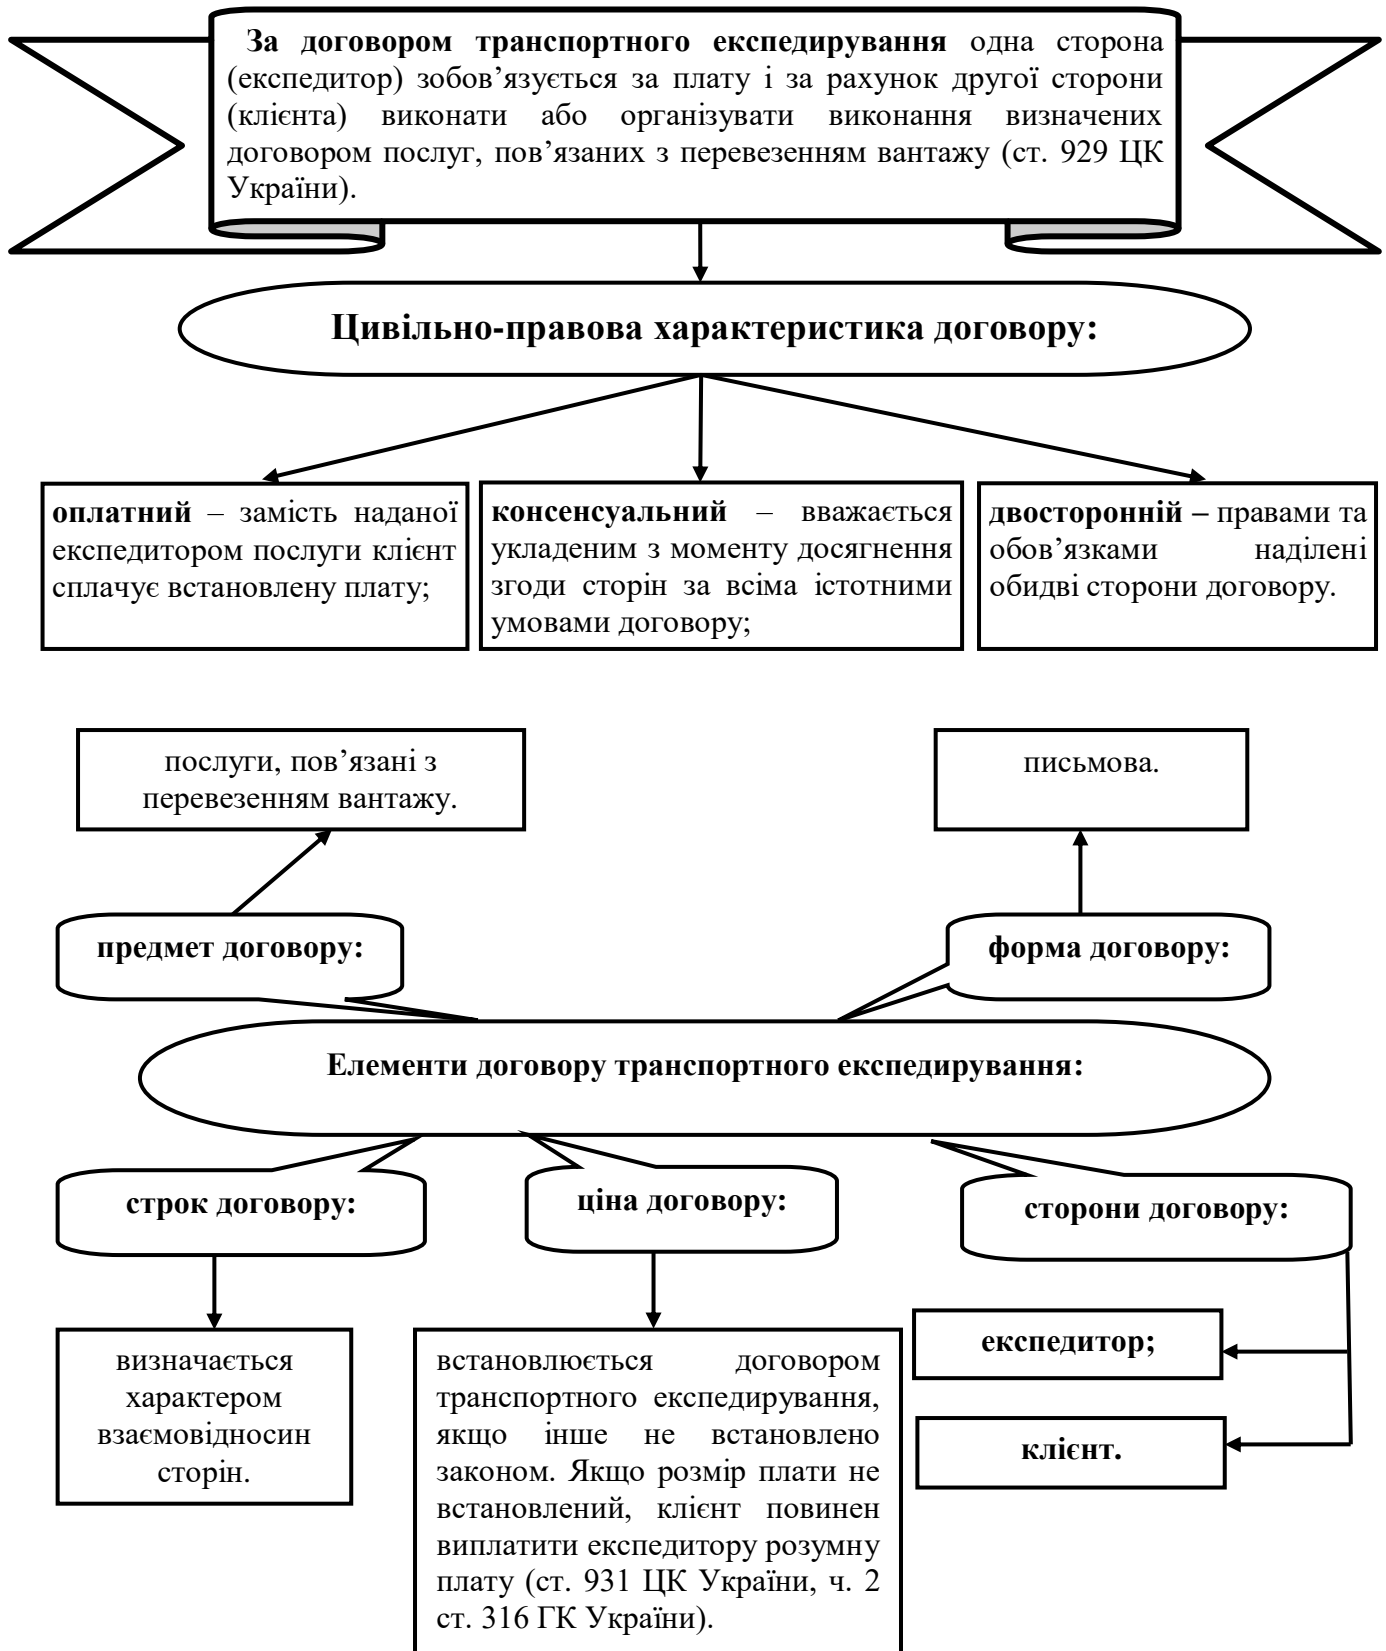 За договором транспортного експедирування одна сторона
(експедитор) зобов’язується за плату і за рахунок другої сторони
(клієнта) виконати або організувати виконання визначених
договором послуг, пов’язаних з перевезенням вантажу (ст. 929 ЦК
України).
Цивільно-правова характеристика договору:
оплатний – замість наданої
експедитором послуги клієнт
сплачує встановлену плату;
консенсуальний – вважається
укладеним з моменту досягнення
згоди сторін за всіма істотними
умовами договору;
двосторонній – правами та
обов’язками наділені
обидві сторони договору.
послуги, пов’язані з
перевезенням вантажу.
письмова.
предмет договору:
форма договору:
Елементи договору транспортного експедирування:
строк договору:
ціна договору:
сторони договору:
визначається
характером
взаємовідносин
сторін.
встановлюється договором
транспортного експедирування,
якщо інше не встановлено
законом. Якщо розмір плати не
встановлений, клієнт повинен
виплатити експедитору розумну
плату (ст. 931 ЦК України, ч. 2
ст. 316 ГК України).
експедитор;
клієнт.